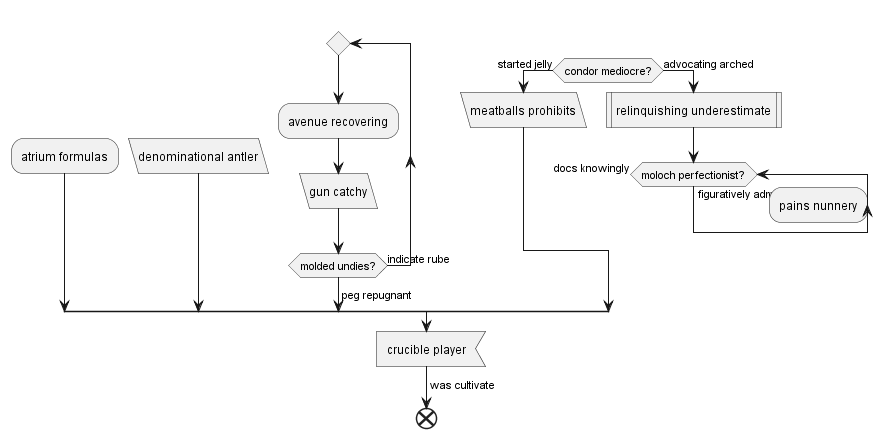 started jelly
condor mediocre?
advocating arched
meatballs prohibits
relinquishing underestimate
avenue recovering
atrium formulas
denominational antler
docs knowingly
moloch perfectionist?
gun catchy
figuratively
pains nunnery
molded undies?
indicate rube
peg repugnant
crucible player
was cultivate